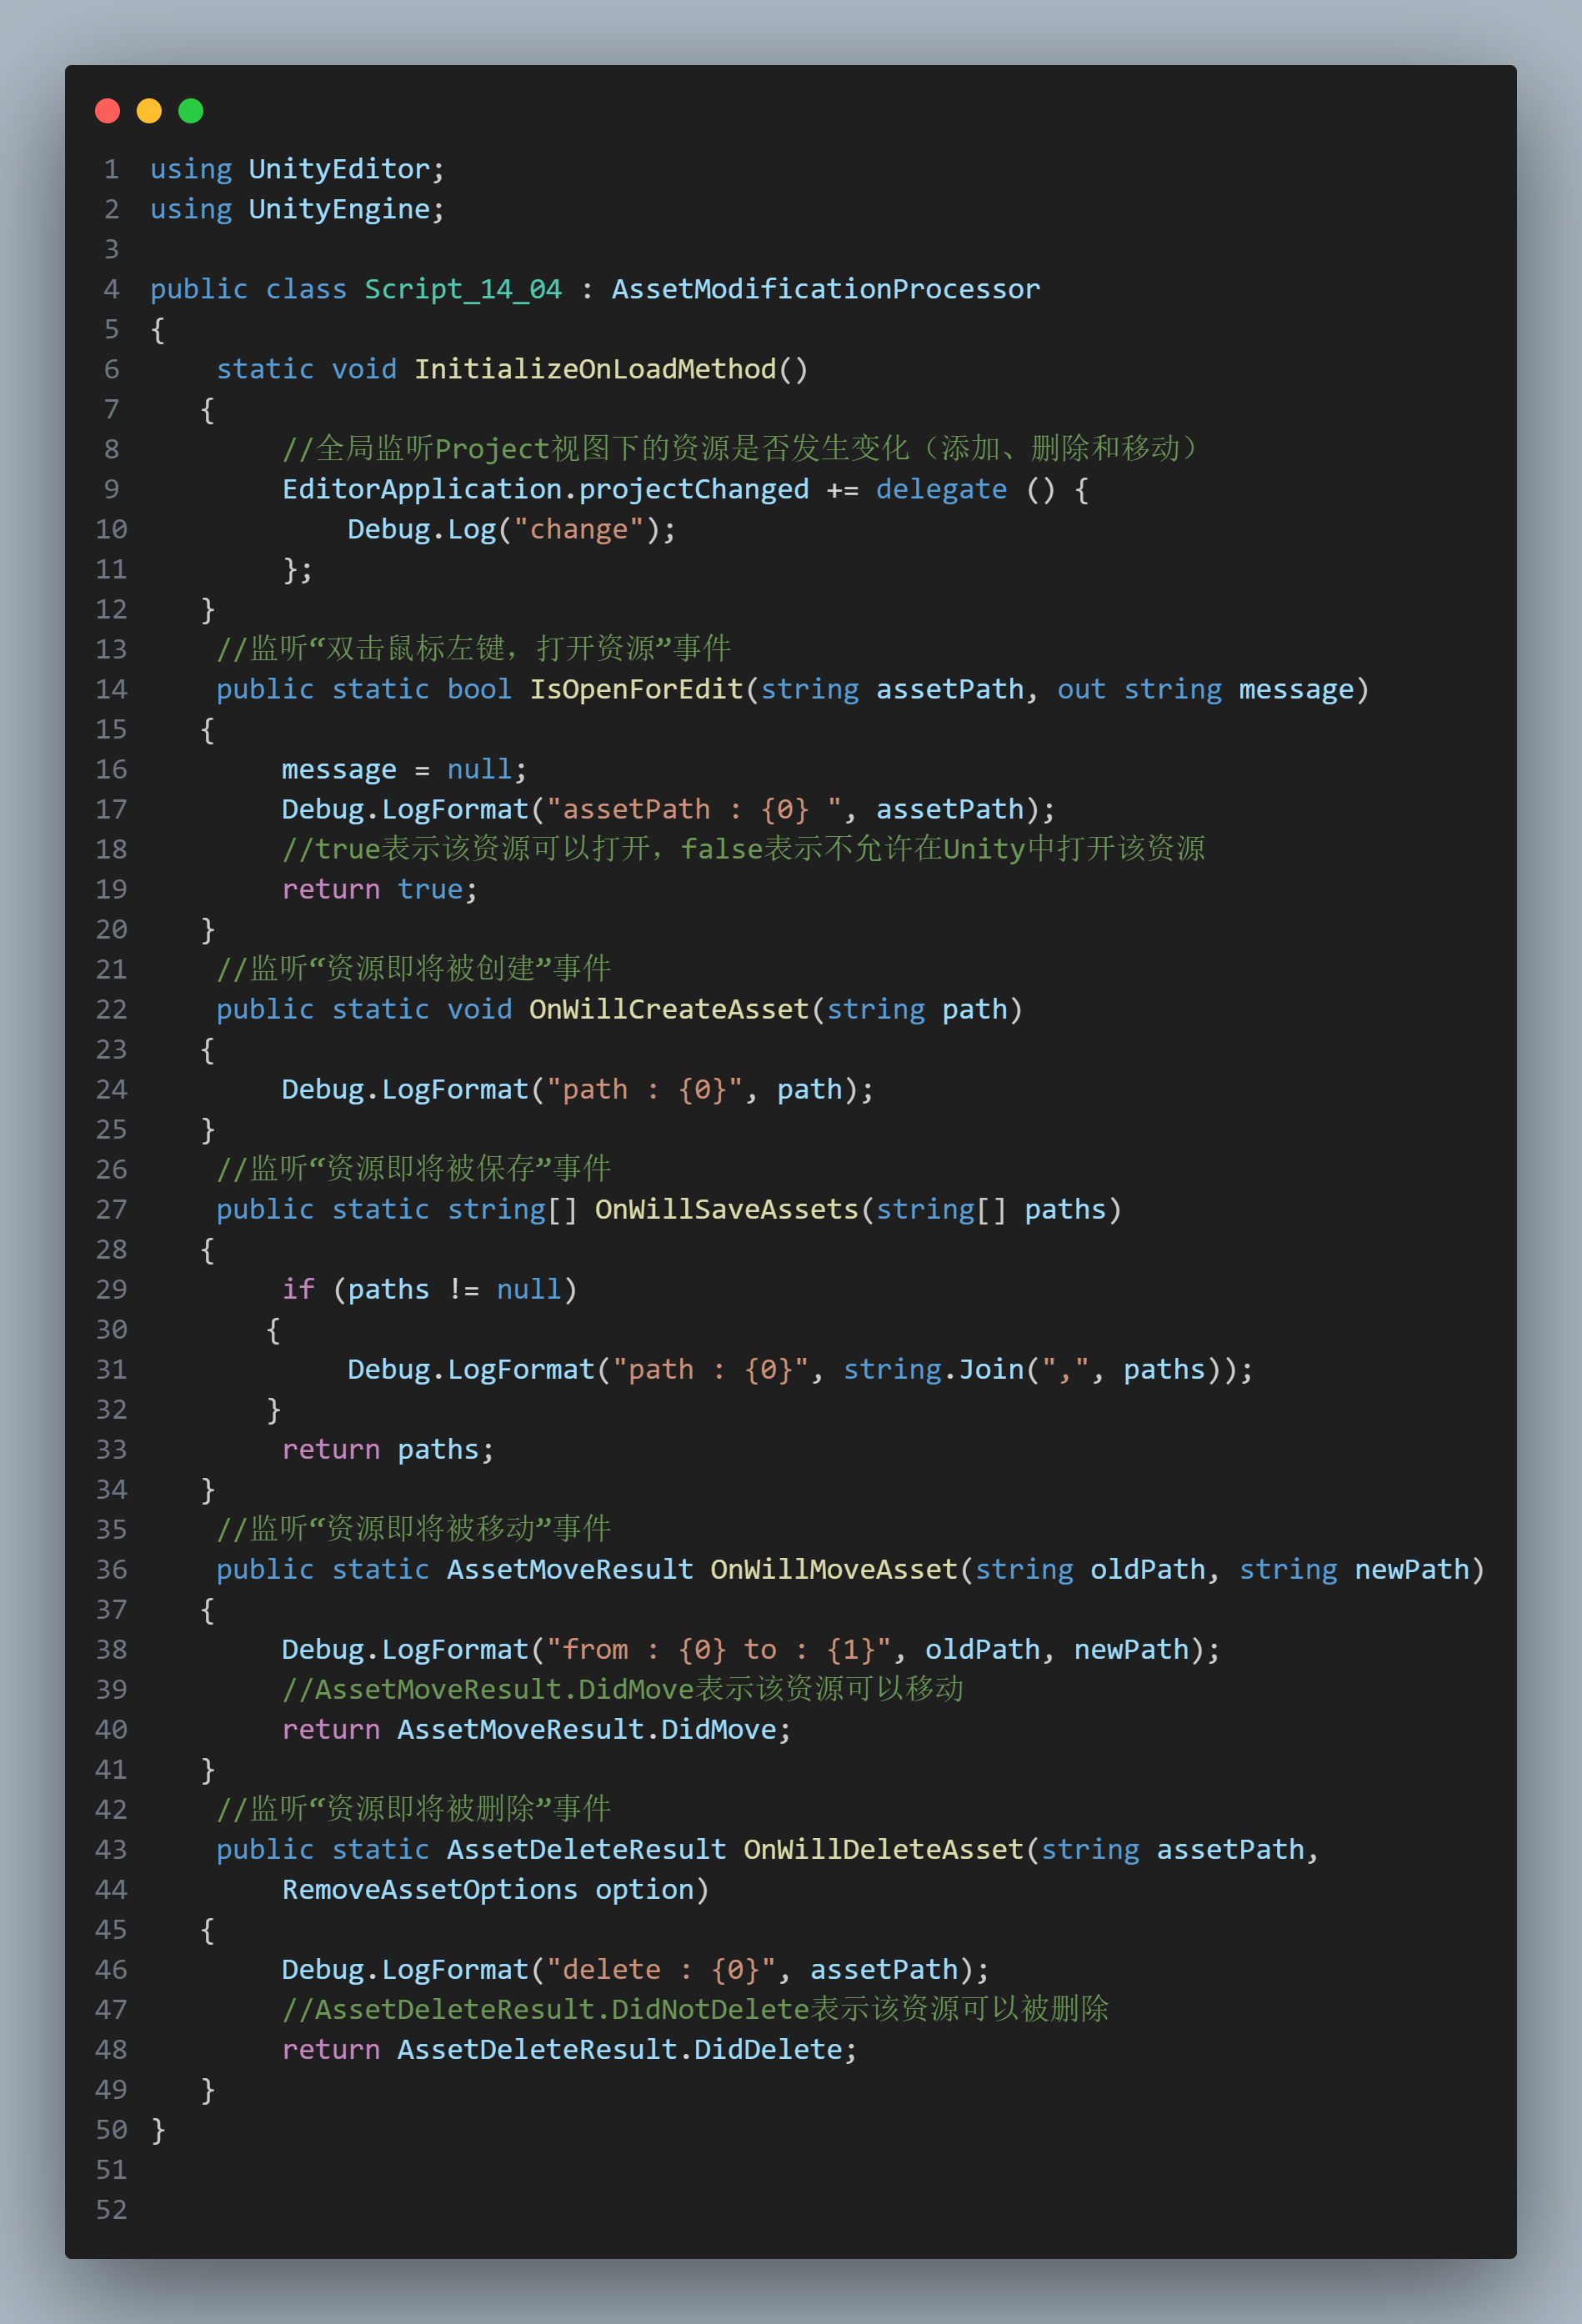 1 using UnityEditor;
2 using UnityEngine;
3
4 public class Script_14_04 : AssetModificationProcessor
5 {
6     static void InitializeOnLoadMethod()
7    {
8         //全局监听Project视图下的资源是否发生变化（添加、删除和移动）
9         EditorApplication.projectChanged += delegate () {
10             Debug.Log("change");
11         };
12    }
13     //监听“双击鼠标左键，打开资源”事件
14     public static bool IsOpenForEdit(string assetPath, out string message)
15    {
16         message = null;
17         Debug.LogFormat("assetPath : {0} ", assetPath);
18         //true表示该资源可以打开，false表示不允许在Unity中打开该资源
19         return true;
20    }
21     //监听“资源即将被创建”事件
22     public static void OnWillCreateAsset(string path)
23    {
24         Debug.LogFormat("path : {0}", path);
25    }
26     //监听“资源即将被保存”事件
27     public static string[] OnWillSaveAssets(string[] paths)
28    {
29         if (paths != null)
30        {
31             Debug.LogFormat("path : {0}", string.Join(",", paths));
32        }
33         return paths;
34    }
35     //监听“资源即将被移动”事件
36     public static AssetMoveResult OnWillMoveAsset(string oldPath, string newPath)
37    {
38         Debug.LogFormat("from : {0} to : {1}", oldPath, newPath);
39         //AssetMoveResult.DidMove表示该资源可以移动
40         return AssetMoveResult.DidMove;
41    }
42     //监听“资源即将被删除”事件
43     public static AssetDeleteResult OnWillDeleteAsset(string assetPath,
44         RemoveAssetOptions option)
45    {
46         Debug.LogFormat("delete : {0}", assetPath);
47         //AssetDeleteResult.DidNotDelete表示该资源可以被删除
48         return AssetDeleteResult.DidDelete;
49    }
50 }
51
52